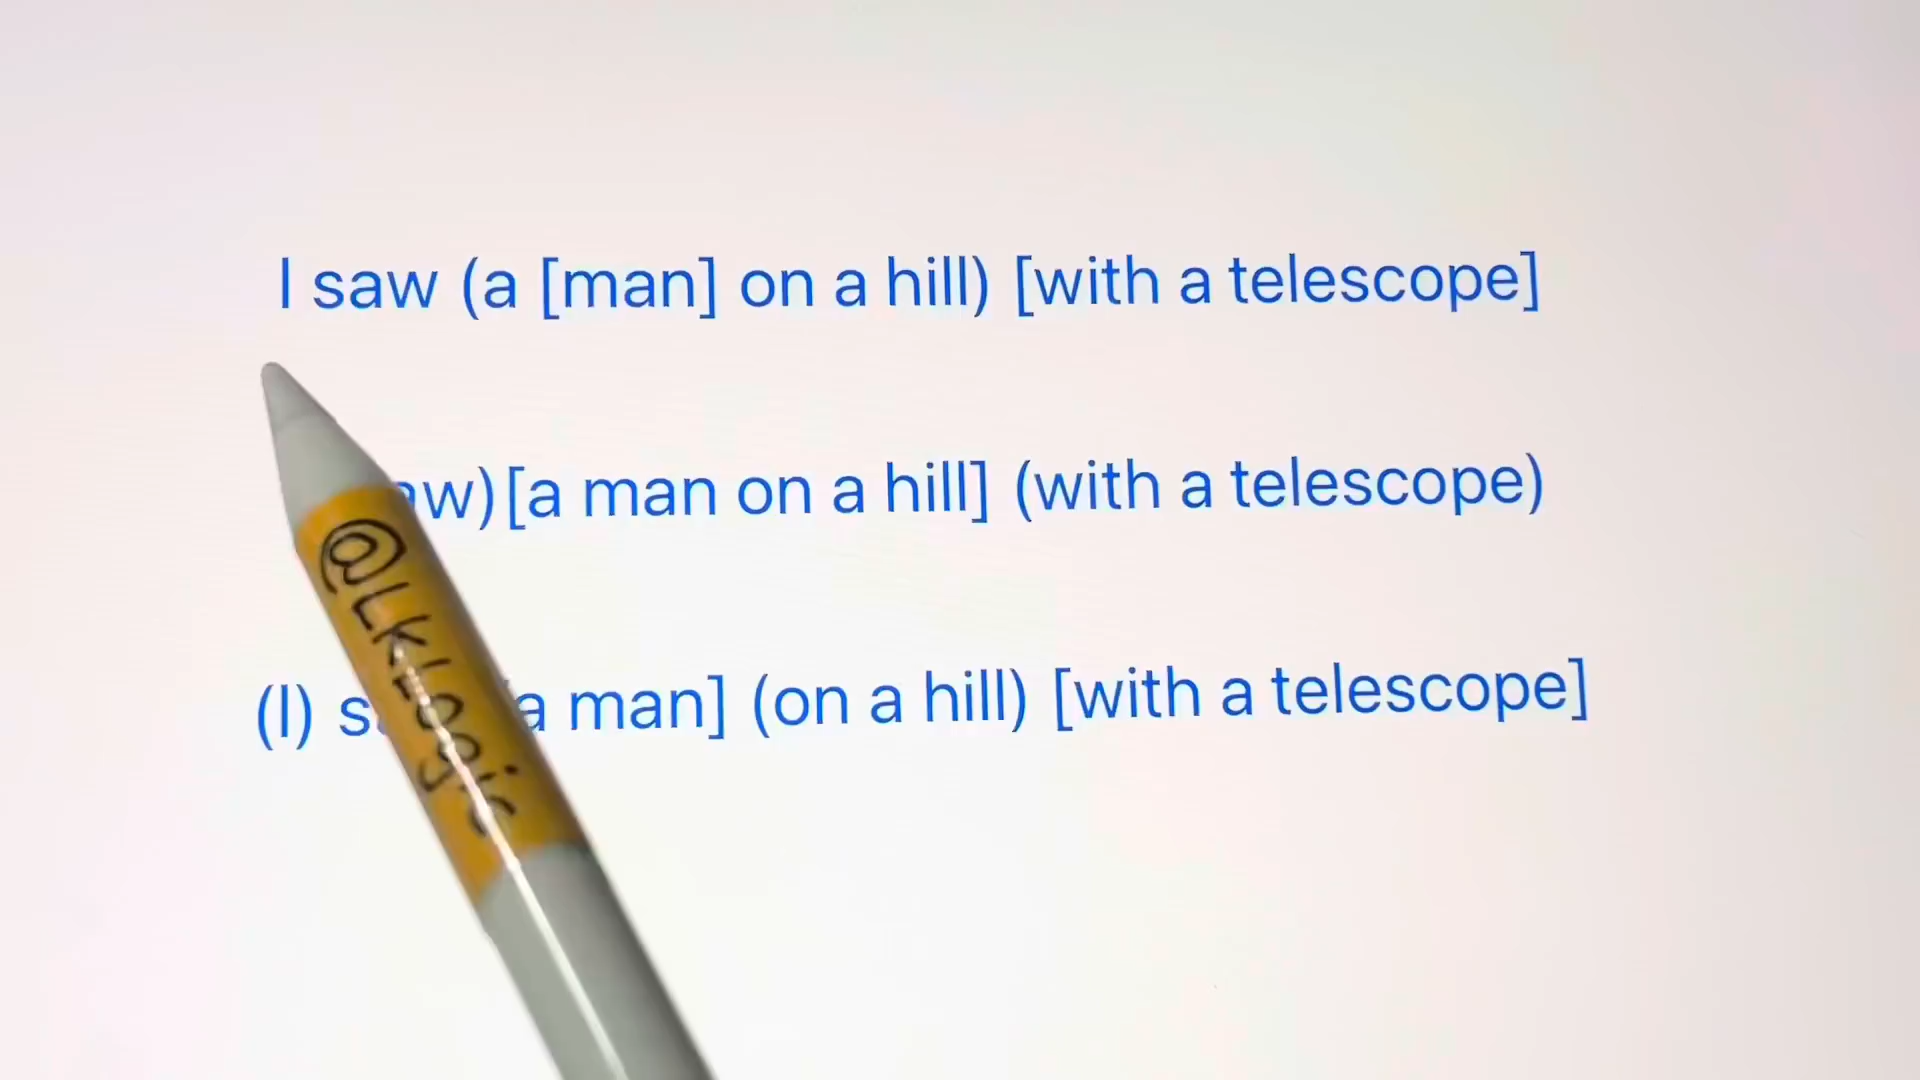 I saw (a [man] on a hill) [with a telescope]
[a man on a hill] (with a telescope)
(I) a man] (on a hill) [with a telescope]
@LKLogic